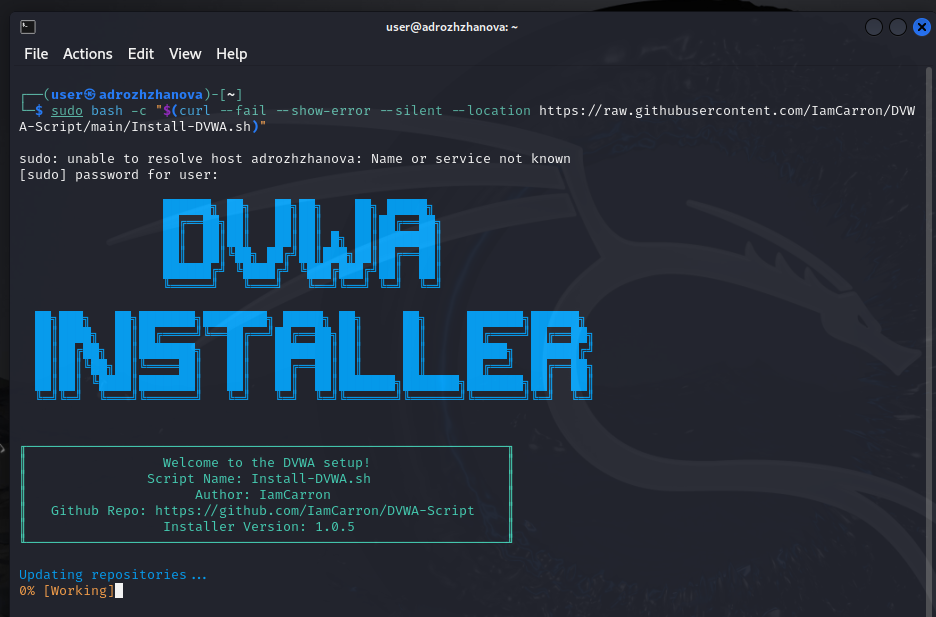 user@adrozhzhanova: ~
File Actions Edit View Help
┌──(user㉿adrozhzhanova)-[~]
└─$ sudo bash -c "$(curl --fail --show-error --silent --location https://raw.githubusercontent.com/IamCarron/DVW
A-Script/main/Install-DVWA.sh)"
sudo: unable to resolve host adrozhzhanova: Name or service not known
[sudo] password for user:
DVWA
INSTALLER
Welcome to the DVWA setup!
Script Name: Install-DVWA.sh
Author: IamCarron
Github Repo: https://github.com/IamCarron/DVWA-Script
Installer Version: 1.0.5
Updating repositories...
0% [Working]